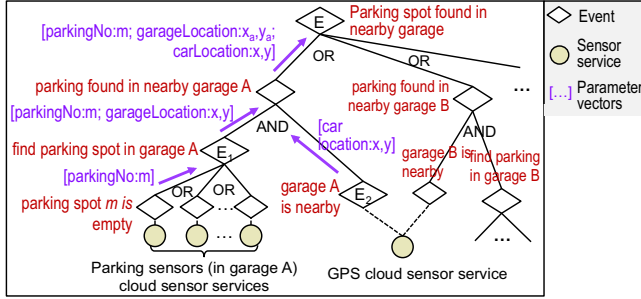 [parkingNo:m; garageLocation:xₐ,yₐ;
carLocation:x,y]
E
Parking spot found in
nearby garage
Event
Sensor
service
[...] Parameter
vectors
OR
OR
parking found in nearby garage A
parking found in
nearby garage B
...
[parkingNo:m; garageLocation:x,y]
AND
[car
location:x,y]
AND
find parking spot in garage A
E₁
[parkingNo:m]
OR
OR
parking spot m is
empty
...
garage A
is nearby
E₂
garage B is
nearby
find parking
in garage B
...
...
Parking sensors (in garage A)
cloud sensor services
GPS cloud sensor service